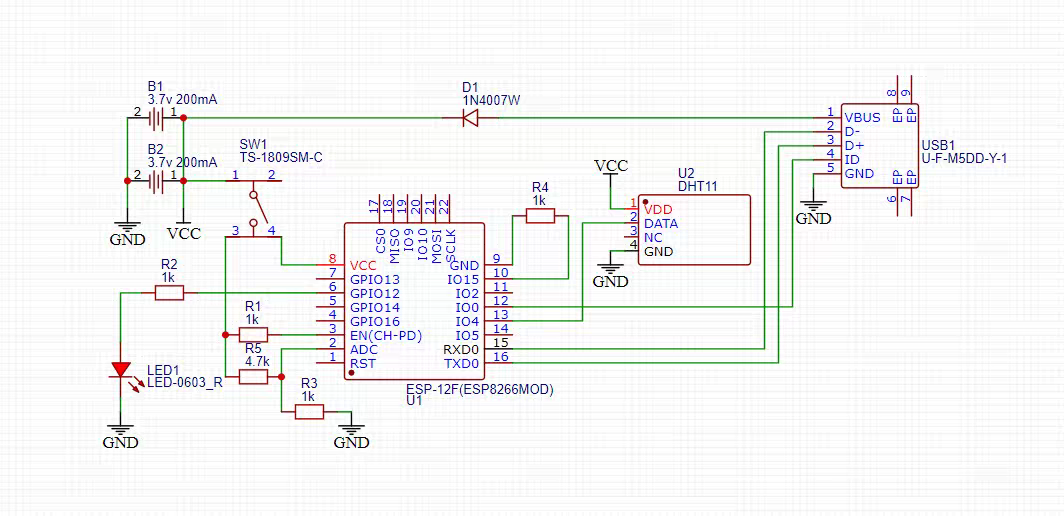 B1
3.7v 200mA
2 1
B2
3.7v 200mA
2 1
GND
VCC
SW1
TS-1809SM-C
1 2
3 4
D1
1N4007W
8 9
EP EP
1 VBUS
2 D-
3 D+
4 ID
5 GND
EP EP
6 7
USB1
U-F-M5DD-Y-1
GND
VCC
U2
DHT11
1 VDD
2 DATA
3 NC
4 GND
GND
R4
1k
17 18 19 20 21 22
CS0 MISO IO9 IO10 MOSI SCLK
8 VCC
7 GPIO13
6 GPIO12
5 GPIO14
4 GPIO16
3 EN(CH-PD)
2 ADC
1 RST
GND 9
IO15 10
IO2 11
IO0 12
IO4 13
IO5 14
RXD0 15
TXD0 16
ESP-12F(ESP8266MOD)
U1
R2
1k
R1
1k
R5
4.7k
R3
1k
GND
LED1
LED-0603_R
GND